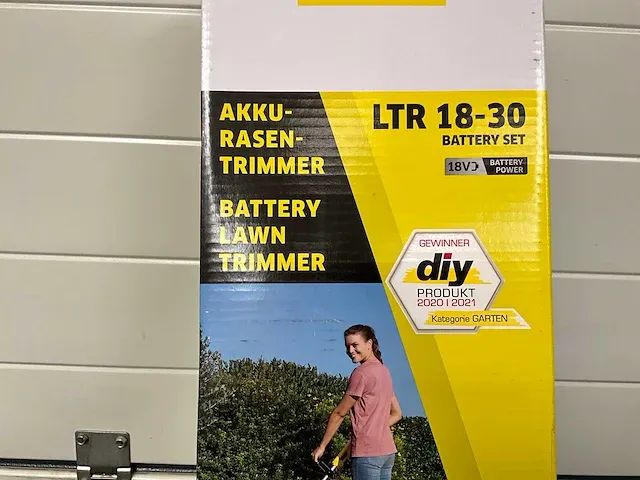 AKKU-
RASEN-
TRIMMER
BATTERY
LAWN
TRIMMER
LTR 18-30
BATTERY SET
18V BATTERY
POWER
GEWINNER
diy
PRODUKT
2020 | 2021
Kategorie GARTEN